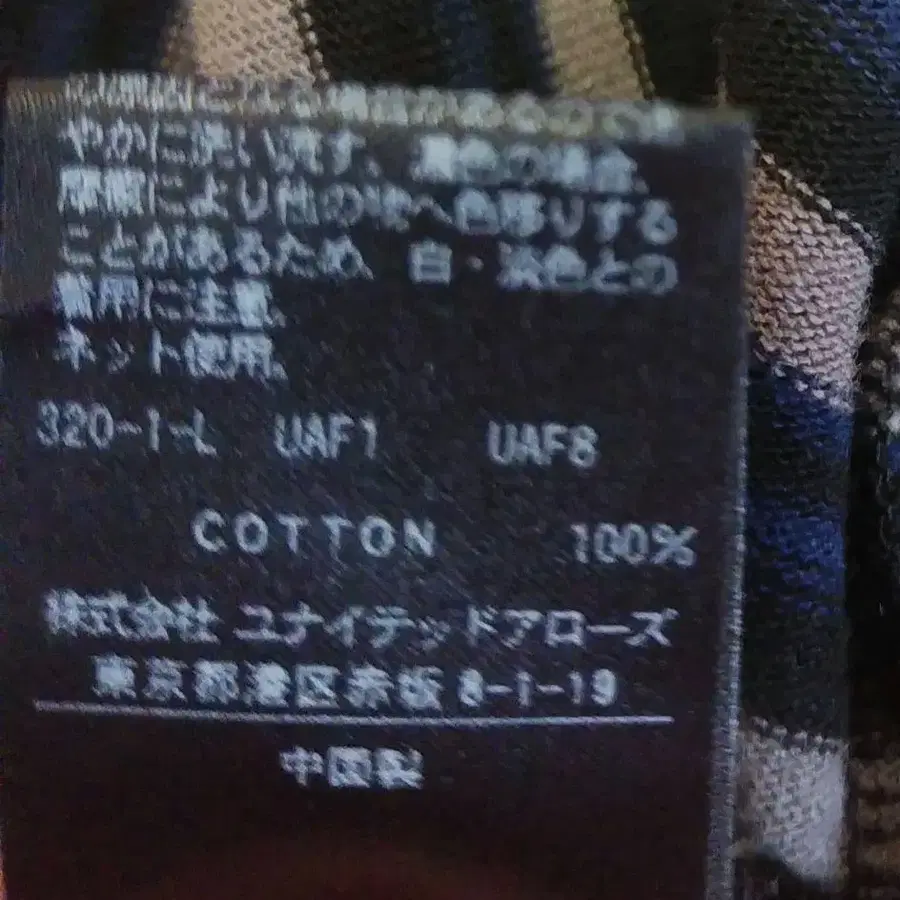 やかに洗い流す。濃色の場合、
摩擦により他の物へ色移りする
ことがあるため、白・淡色との
着用に注意。
ネット使用。
320-1-L UAF1 UAF8
COTTON 100%
株式会社 ユナイテッドアローズ
東京都港区赤坂 8-1-19
中国製